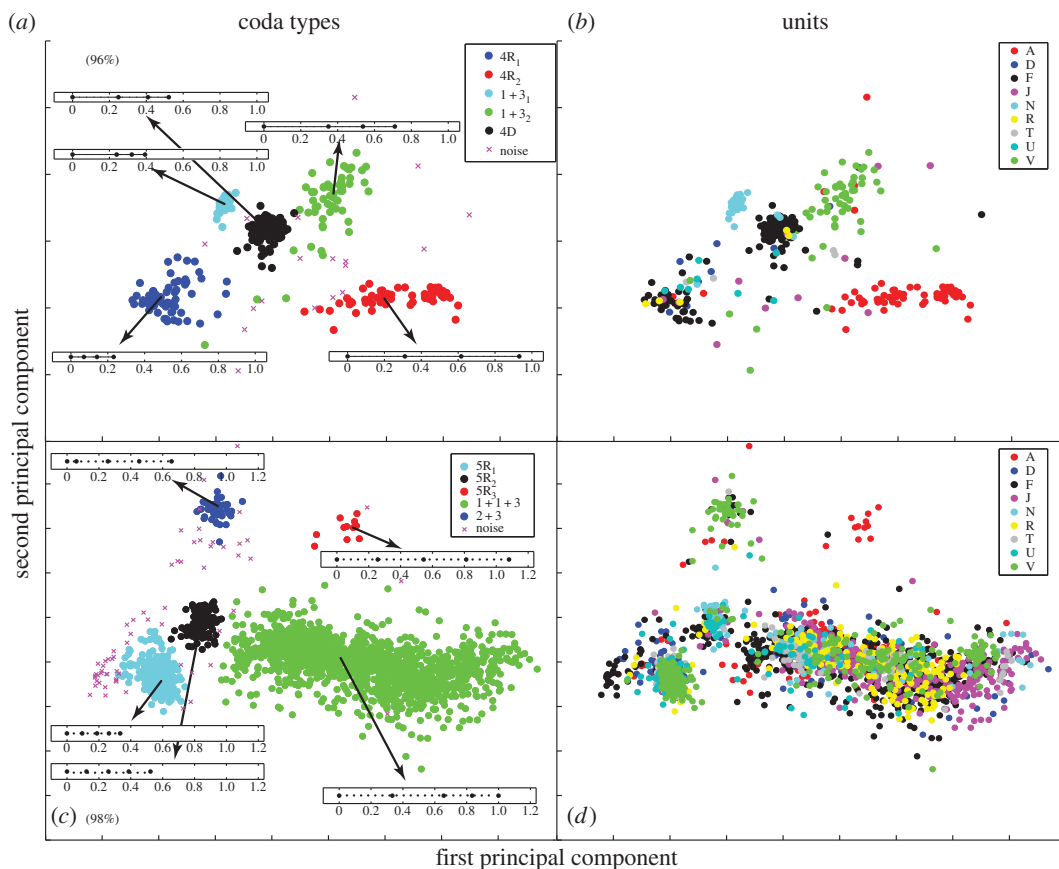 (a) coda types
(96%)
4R1
4R2
1 + 31
1 + 32
4D
noise
0 0.2 0.4 0.6 0.8 1.0
0 0.2 0.4 0.6 0.8 1.0
0 0.2 0.4 0.6 0.8 1.0
0 0.2 0.4 0.6 0.8 1.0
0 0.2 0.4 0.6 0.8 1.0
(b) units
A
D
F
J
N
R
T
U
V
second principal component
5R1
5R2
5R3
1 + 1 + 3
2 + 3
noise
0 0.2 0.4 0.6 0.8 1.0 1.2
0 0.2 0.4 0.6 0.8 1.0 1.2
0 0.2 0.4 0.6 0.8 1.0 1.2
0 0.2 0.4 0.6 0.8 1.0 1.2
0 0.2 0.4 0.6 0.8 1.0 1.2
(c) (98%)
A
D
F
J
N
R
T
U
V
(d)
first principal component